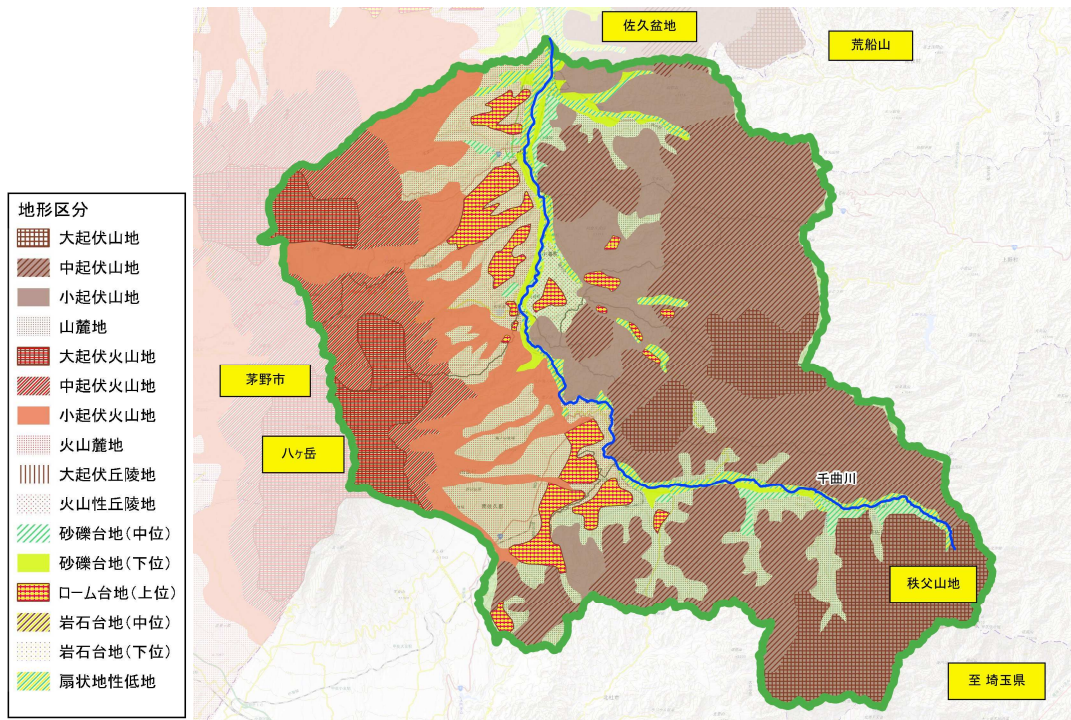 佐久盆地
荒船山
地形区分
大起伏山地
中起伏山地
小起伏山地
山麓地
大起伏火山地
中起伏火山地
小起伏火山地
火山麓地
大起伏丘陵地
火山性丘陵地
砂礫台地(中位)
砂礫台地(下位)
ローム台地(上位)
岩石台地(中位)
岩石台地(下位)
扇状地性低地
茅野市
八ヶ岳
千曲川
秩父山地
至 埼玉県